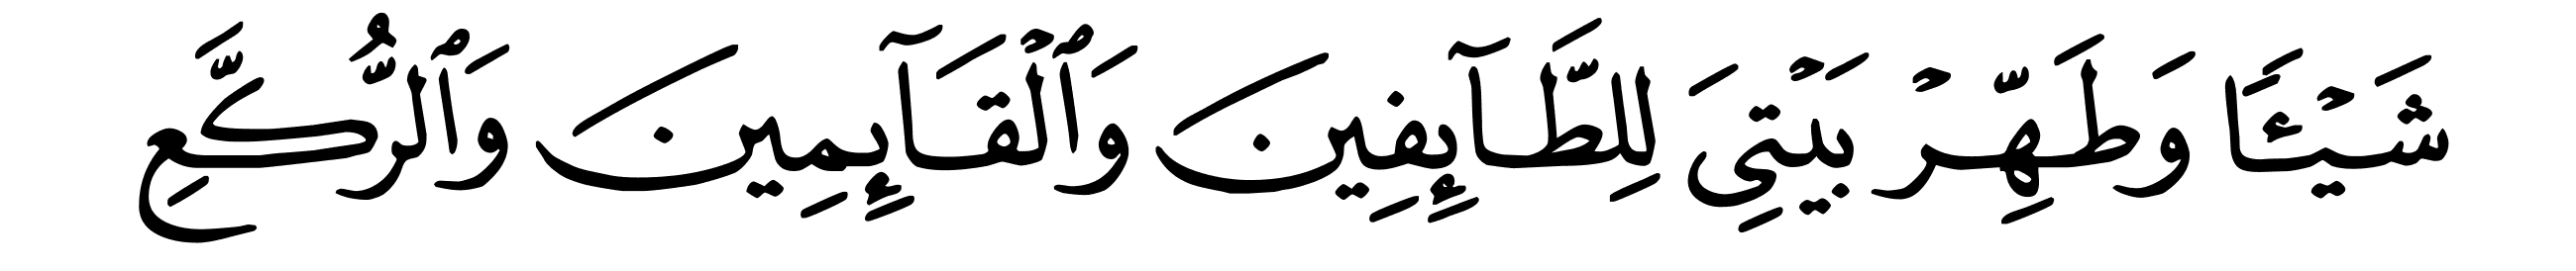 شَيْـًٔا وَطَهِّرْ بَيْتِيَ لِلطَّآئِفِينَ وَٱلْقَآئِمِينَ وَٱلرُّكَّعِ